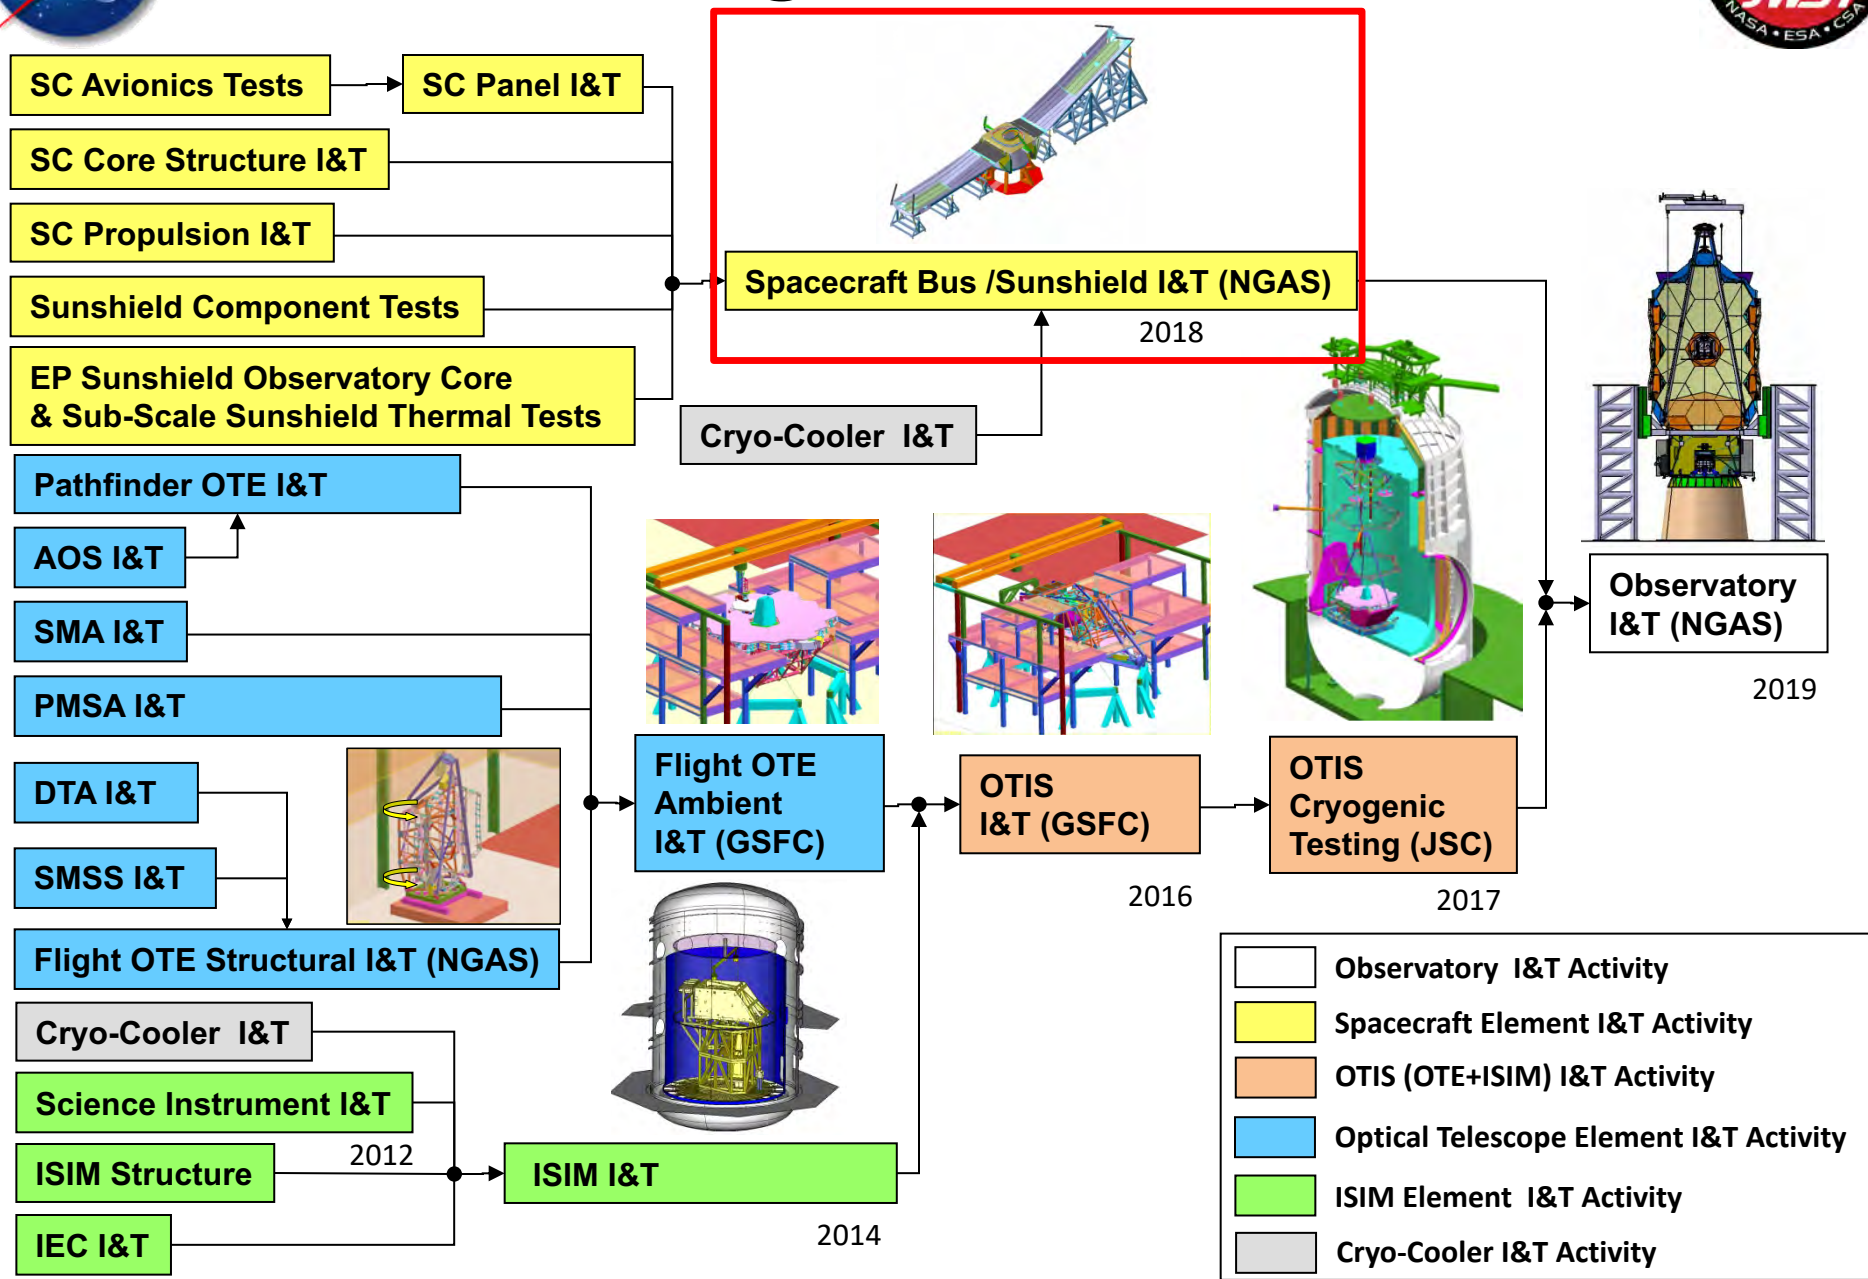 NASA • ESA • CSA
SC Avionics Tests
SC Panel I&T
SC Core Structure I&T
SC Propulsion I&T
Sunshield Component Tests
EP Sunshield Observatory Core
& Sub-Scale Sunshield Thermal Tests
Spacecraft Bus /Sunshield I&T (NGAS)
2018
Cryo-Cooler I&T
Pathfinder OTE I&T
AOS I&T
SMA I&T
PMSA I&T
DTA I&T
SMSS I&T
Flight OTE Structural I&T (NGAS)
Flight OTE
Ambient
I&T (GSFC)
OTIS
I&T (GSFC)
2016
OTIS
Cryogenic
Testing (JSC)
2017
Observatory
I&T (NGAS)
2019
Cryo-Cooler I&T
Science Instrument I&T
2012
ISIM Structure
IEC I&T
ISIM I&T
2014
Observatory I&T Activity
Spacecraft Element I&T Activity
OTIS (OTE+ISIM) I&T Activity
Optical Telescope Element I&T Activity
ISIM Element I&T Activity
Cryo-Cooler I&T Activity